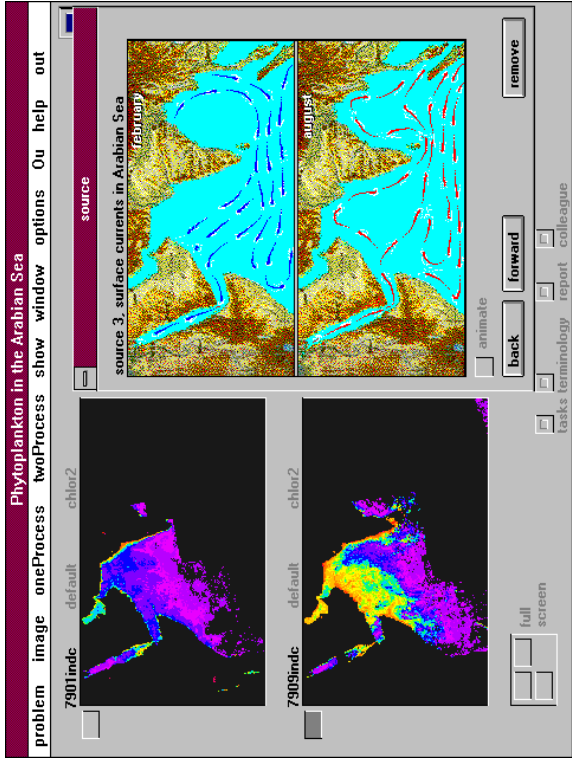 Phytoplankton in the Arabian Sea
problem image oneProcess twoProcess show window options Ou help out
7901indc default chlor2
7909indc default chlor2
full
screen
source
source 3, surface currents in Arabian Sea
february
august
animate
back forward remove
tasks terminology report colleague